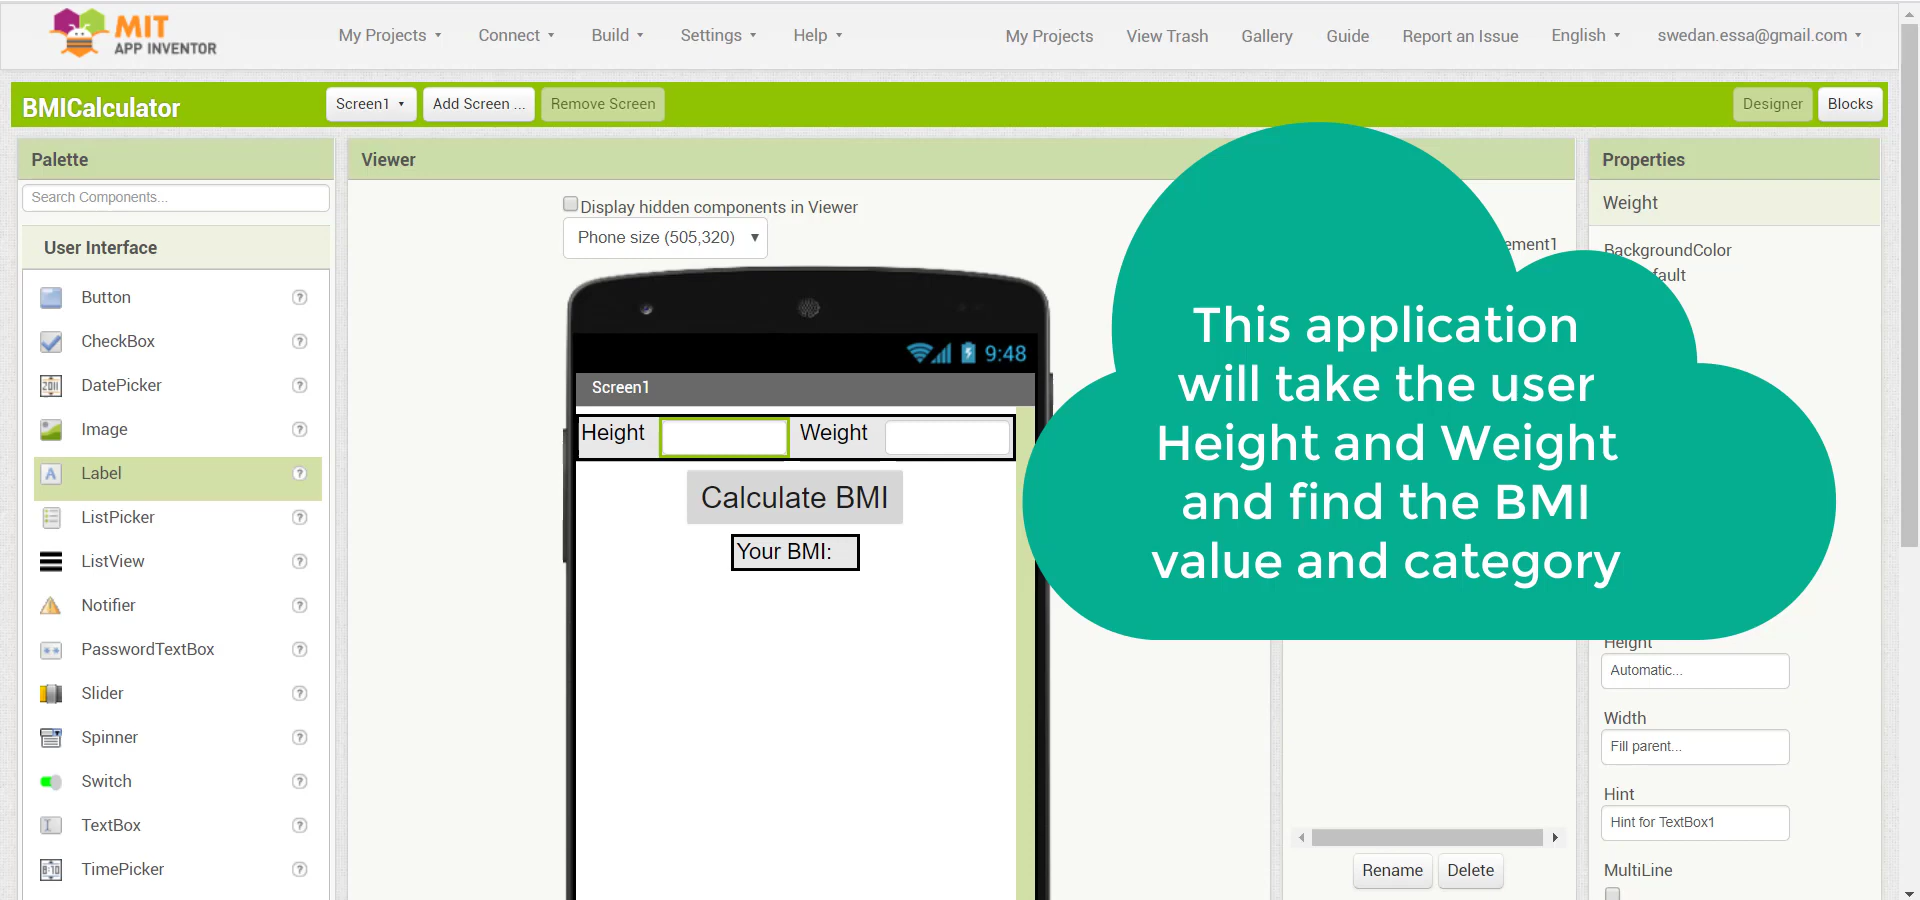 MIT
APP INVENTOR
My Projects
Connect
Build
Settings
Help
My Projects
View Trash
Gallery
Guide
Report an Issue
English
swedan.essa@gmail.com
BMICalculator
Screen1
Add Screen ...
Remove Screen
Designer
Blocks
Palette
Search Components...
User Interface
Button
CheckBox
DatePicker
Image
Label
ListPicker
ListView
Notifier
PasswordTextBox
Slider
Spinner
Switch
TextBox
TimePicker
Viewer
Display hidden components in Viewer
Phone size (505,320)
9:48
Screen1
Height
Weight
Calculate BMI
Your BMI:
This application
will take the user
Height and Weight
and find the BMI
value and category
ement1
Rename
Delete
Properties
Weight
BackgroundColor
fault
Height
Automatic...
Width
Fill parent...
Hint
Hint for TextBox1
MultiLine